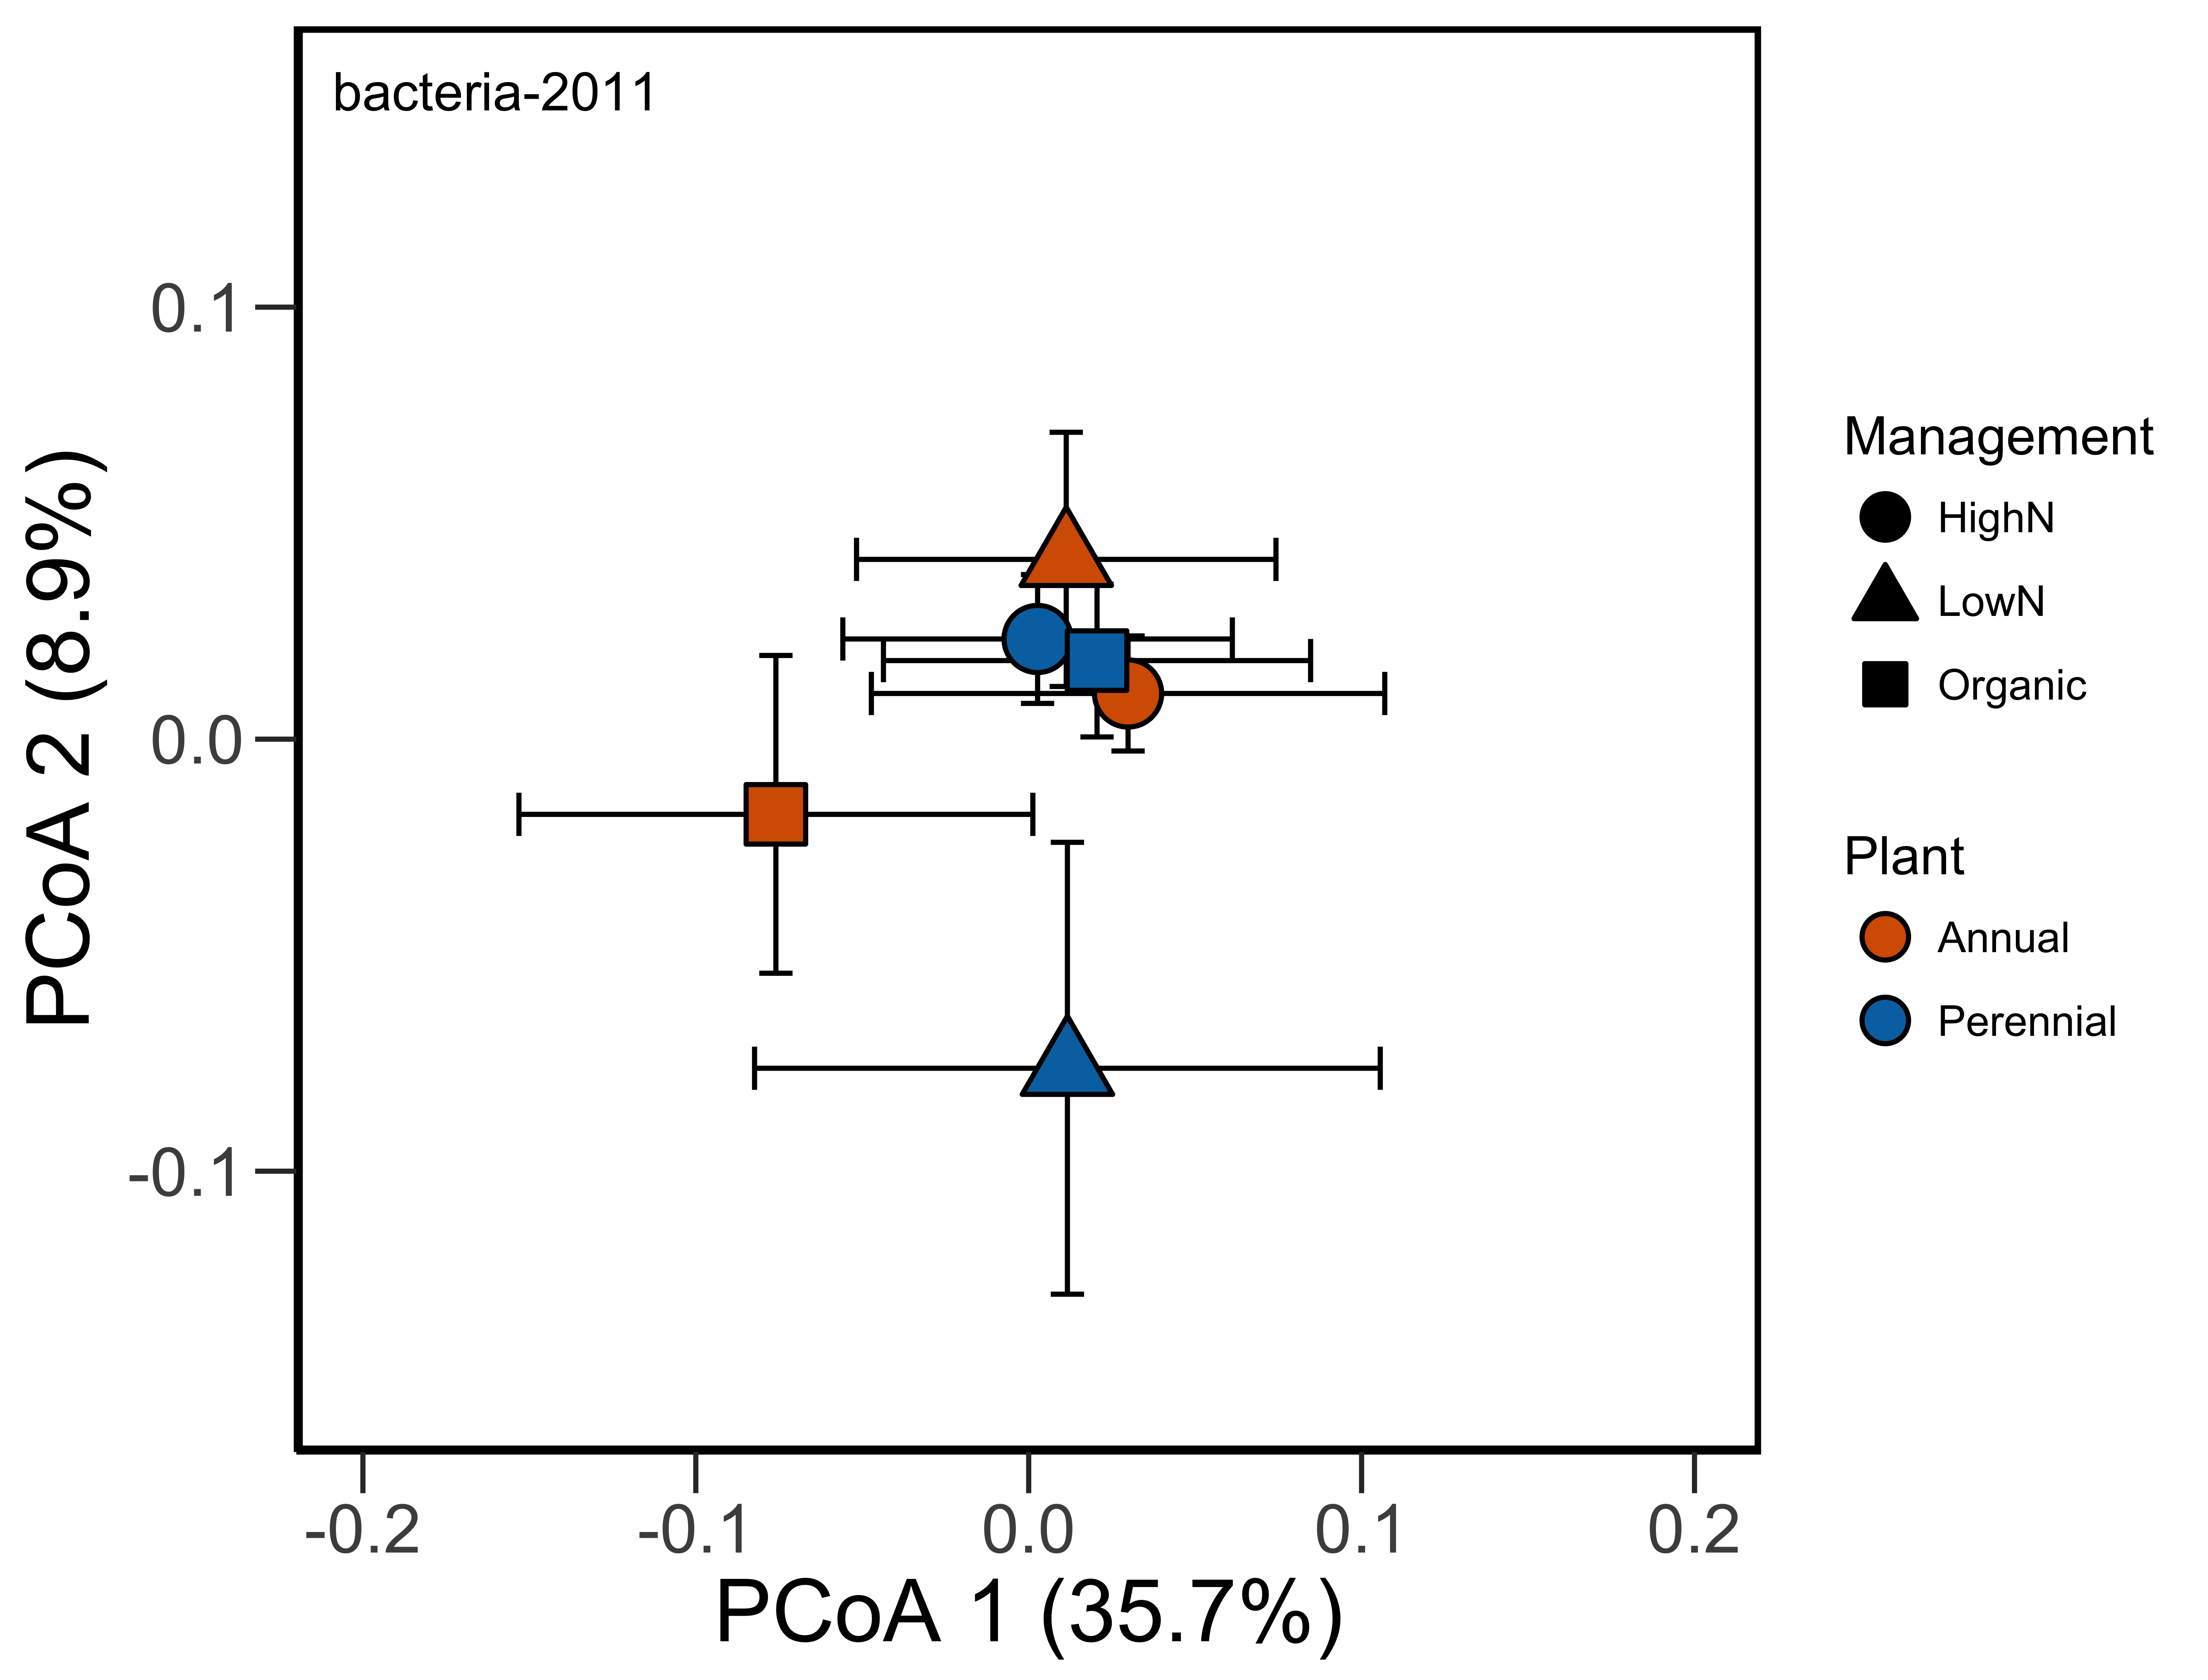 bacteria-2011
PCoA 2 (8.9%)
0.1
0.0
-0.1
-0.2
-0.1
0.0
0.1
0.2
PCoA 1 (35.7%)
Management
HighN
LowN
Organic
Plant
Annual
Perennial